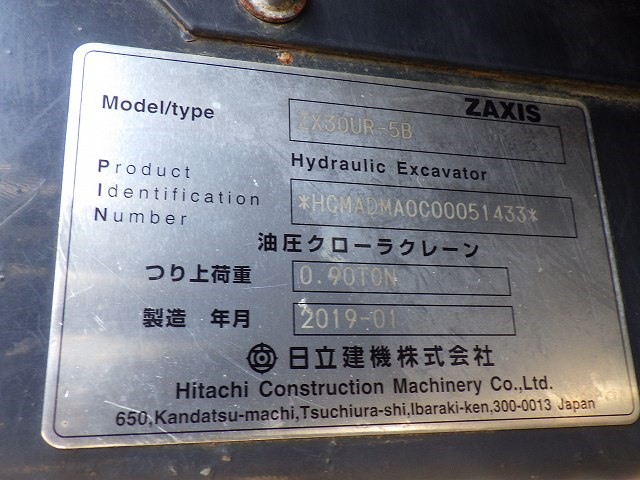 ZAXIS
Model/type ZX30UR-5B
Hydraulic Excavator
Product
Identification *HCMADMA0C00051433*
Number
油圧クローラクレーン
つり上荷重 0.90TON
製造 年月 2019-01
日立建機株式会社
Hitachi Construction Machinery Co.,Ltd.
650,Kandatsu-machi,Tsuchiura-shi,Ibaraki-ken,300-0013 Japan